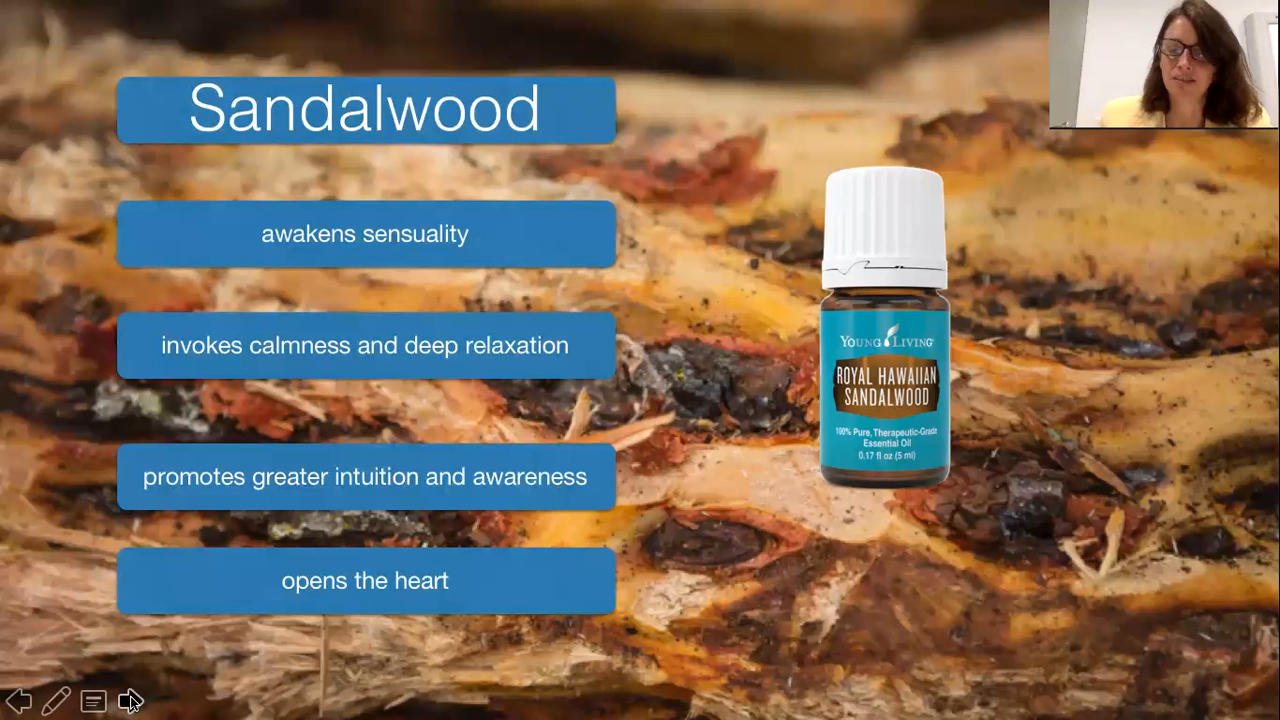 Sandalwood
awakens sensuality
invokes calmness and deep relaxation
promotes greater intuition and awareness
opens the heart
YOUNG LIVING
ROYAL HAWAIIAN
SANDALWOOD
100% Pure, Therapeutic-Grade
Essential Oil
0.17 fl oz (5 ml)